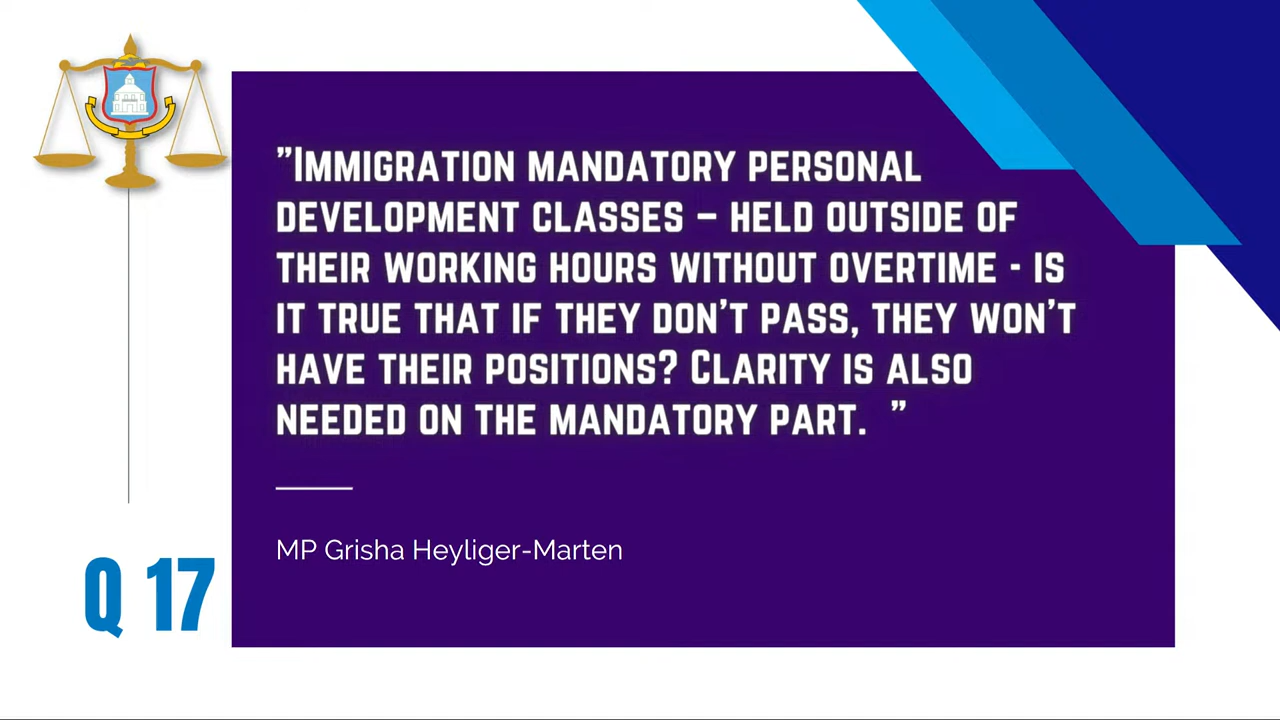 "Immigration mandatory personal
development classes – held outside of
their working hours without overtime - is
it true that if they don't pass, they won't
have their positions? Clarity is also
needed on the mandatory part. "
MP Grisha Heyliger-Marten
Q 17